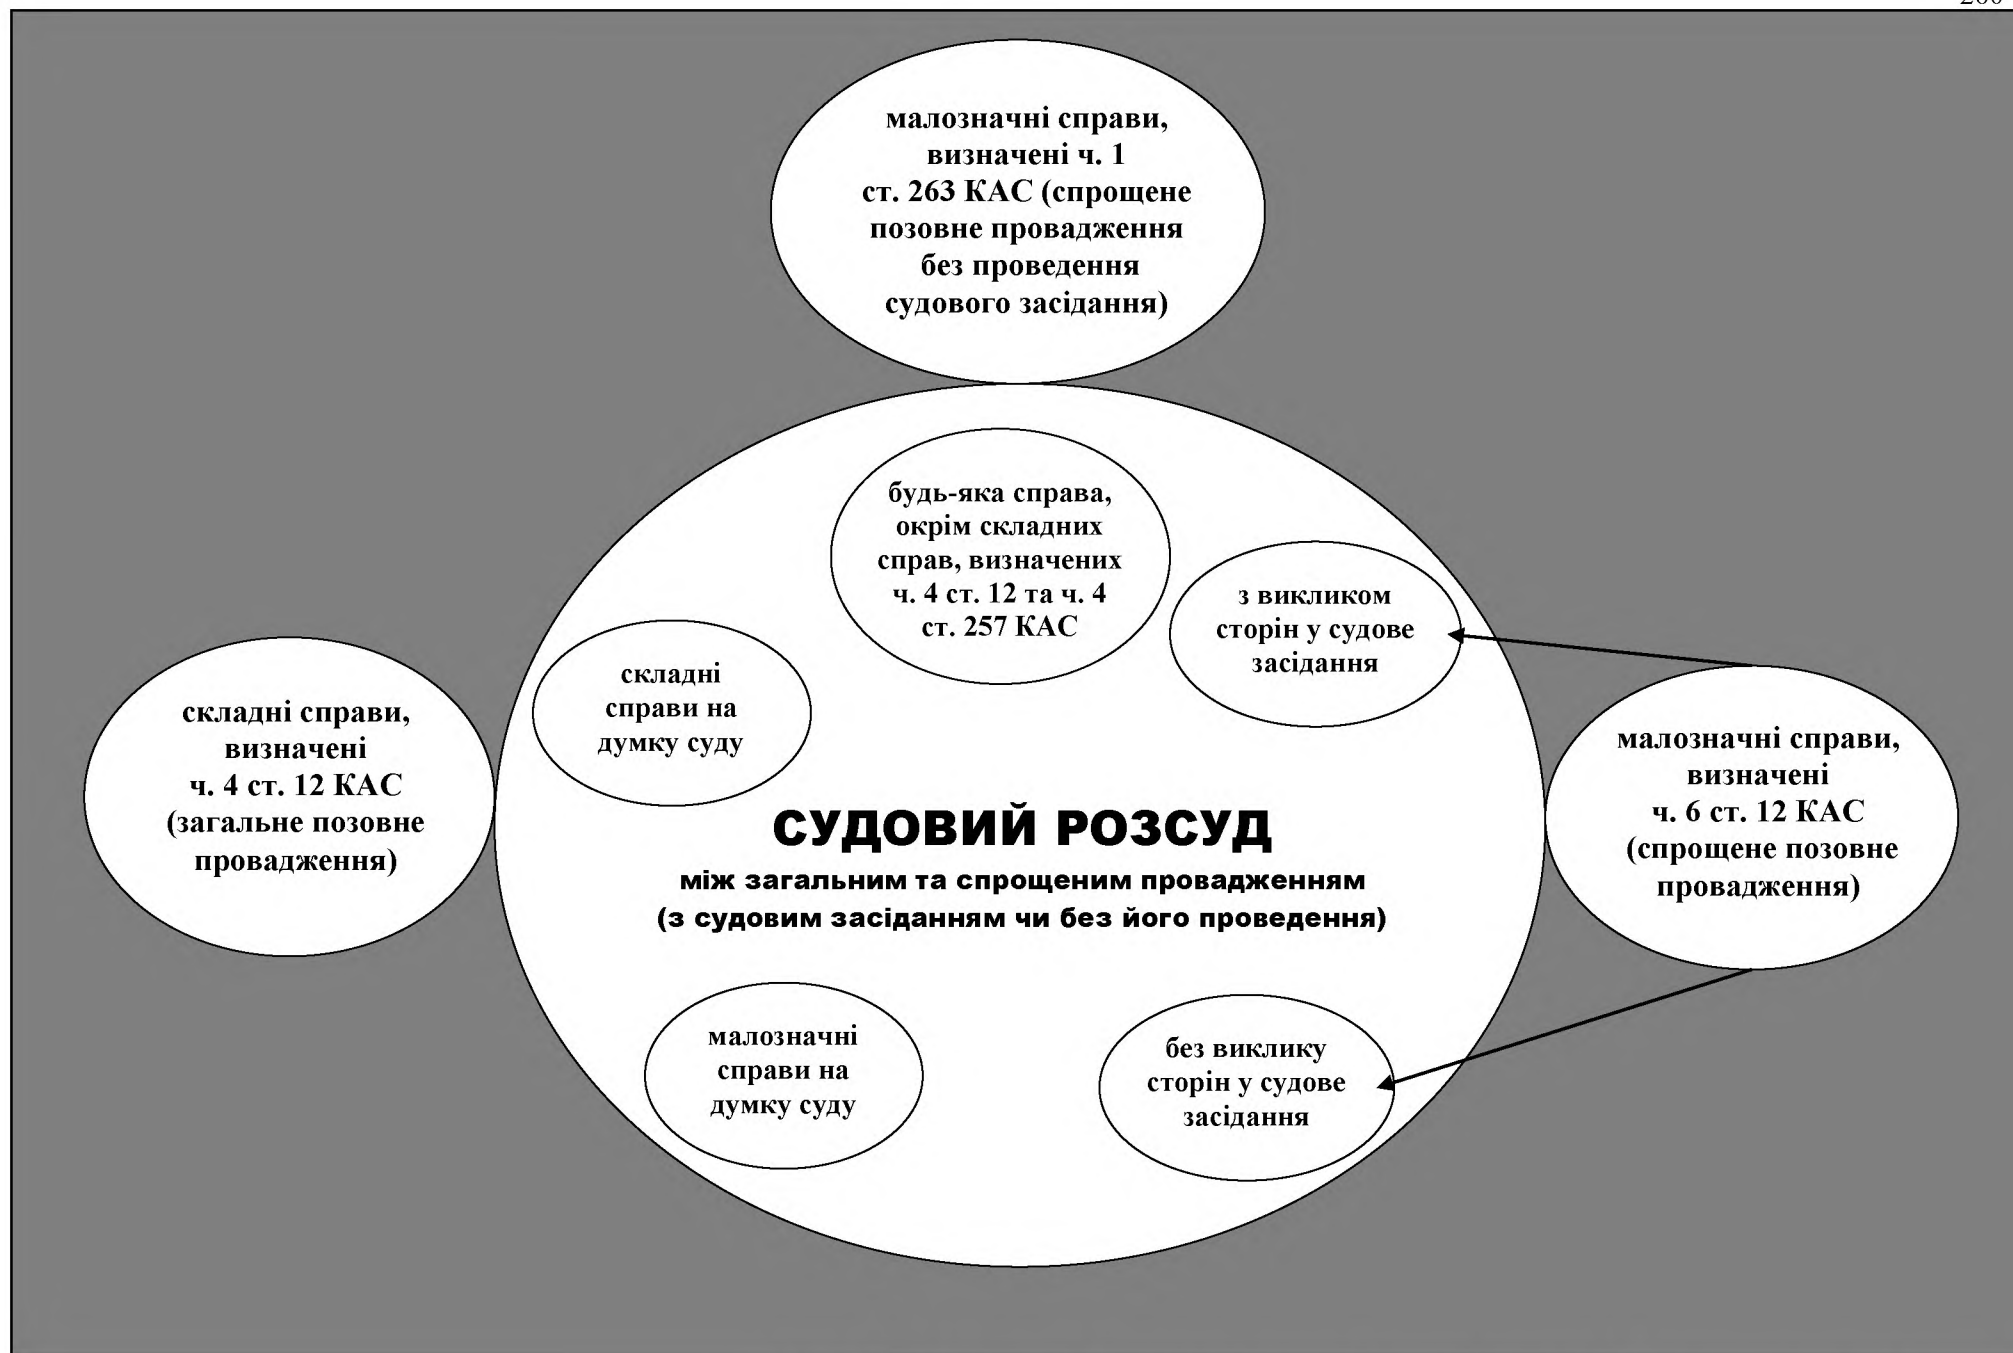 малозначні справи,
визначені ч. 1
ст. 263 КАС (спрощене
позовне провадження
без проведення
судового засідання)
будь-яка справа,
окрім складних
справ, визначених
ч. 4 ст. 12 та ч. 4
ст. 257 КАС
з викликом
сторін у судове
засідання
складні
справи на
думку суду
складні справи,
визначені
ч. 4 ст. 12 КАС
(загальне позовне
провадження)
малозначні справи,
визначені
ч. 6 ст. 12 КАС
(спрощене позовне
провадження)
СУДОВИЙ РОЗСУД
між загальним та спрощеним провадженням
(з судовим засіданням чи без його проведення)
малозначні
справи на
думку суду
без виклику
сторін у судове
засідання